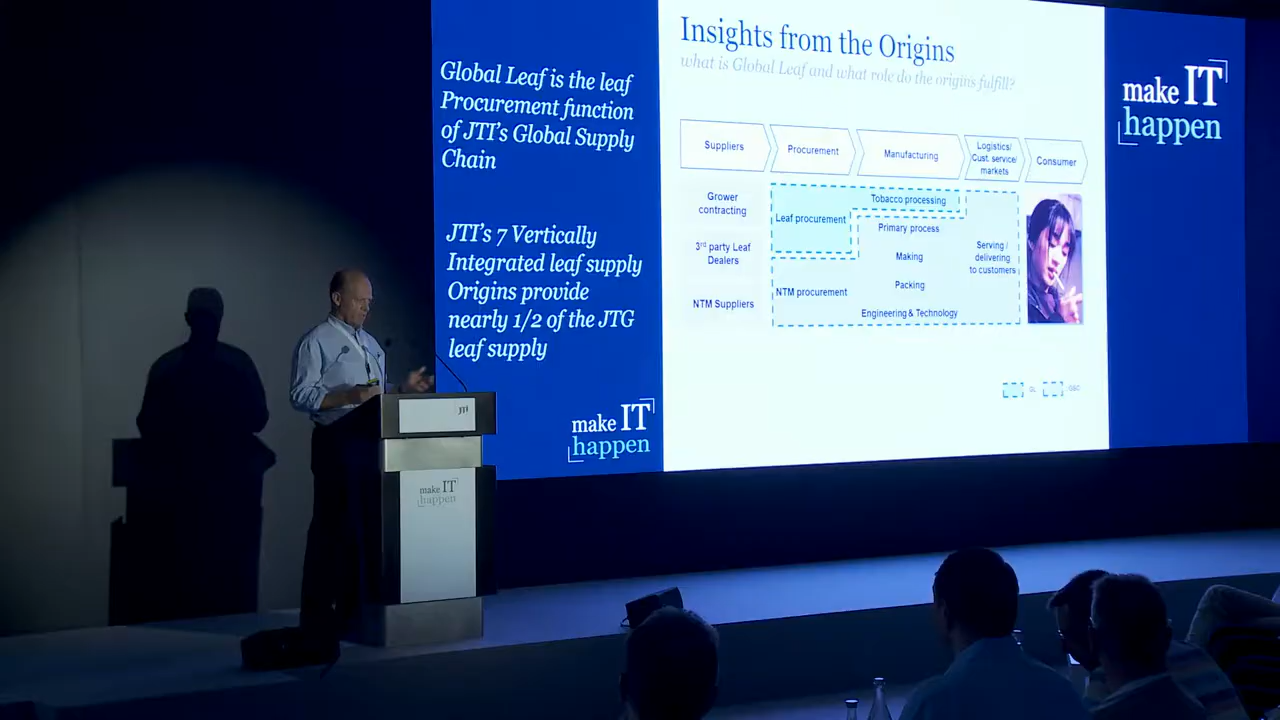 Global Leaf is the leaf
Procurement function
of JTI's Global Supply
Chain
JTI's 7 Vertically
Integrated leaf supply
Origins provide
nearly 1/2 of the JTG
leaf supply
make IT
happen
Insights from the Origins
what is Global Leaf and what role do the origins fulfill?
Suppliers
Procurement
Manufacturing
Logistics/
Cust. service/
markets
Consumer
Grower
contracting
3rd party Leaf
Dealers
NTM Suppliers
Leaf procurement
NTM procurement
Tobacco processing
Primary process
Making
Packing
Engineering & Technology
Serving /
delivering
to customers
GL
make IT
happen
JTI
make IT
happen